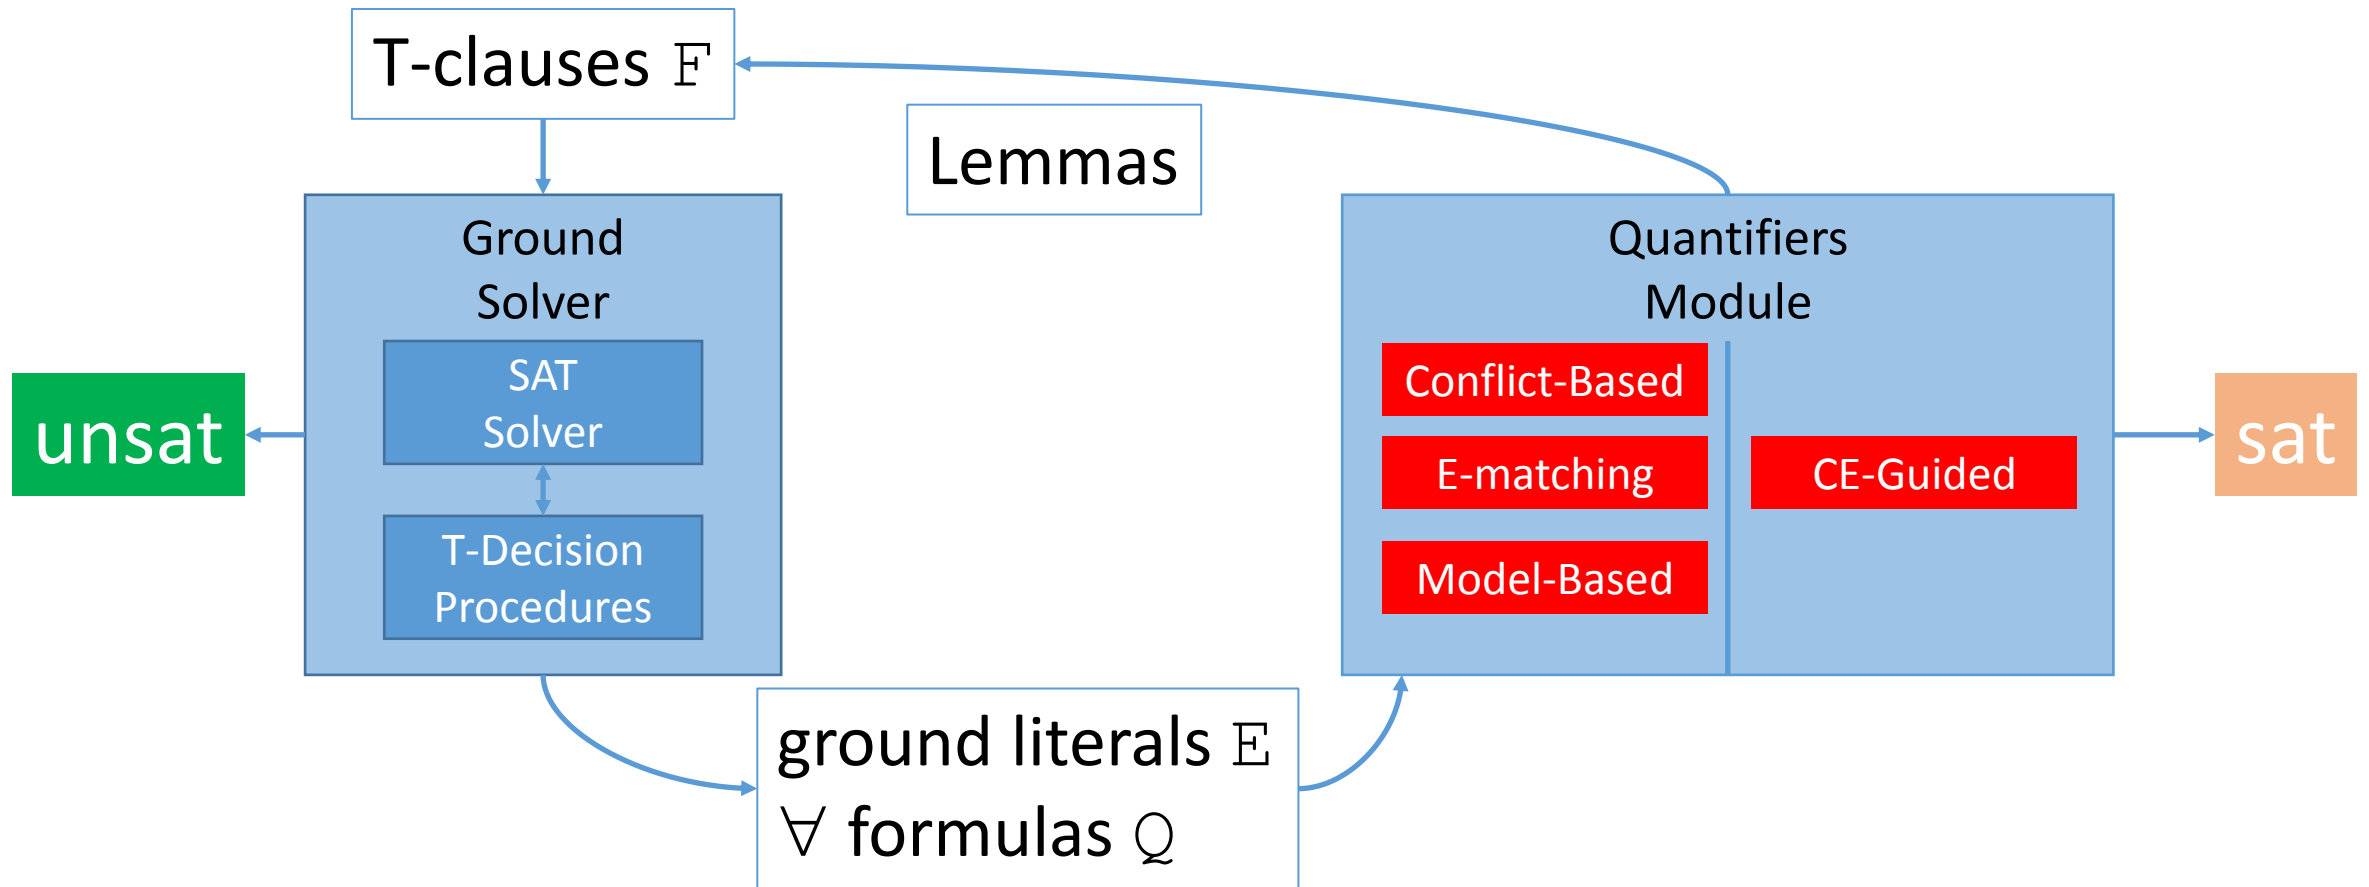 T-clauses F
Lemmas
Ground
Solver
SAT
Solver
T-Decision
Procedures
unsat
Quantifiers
Module
Conflict-Based
E-matching
Model-Based
CE-Guided
sat
ground literals E
∀ formulas Q